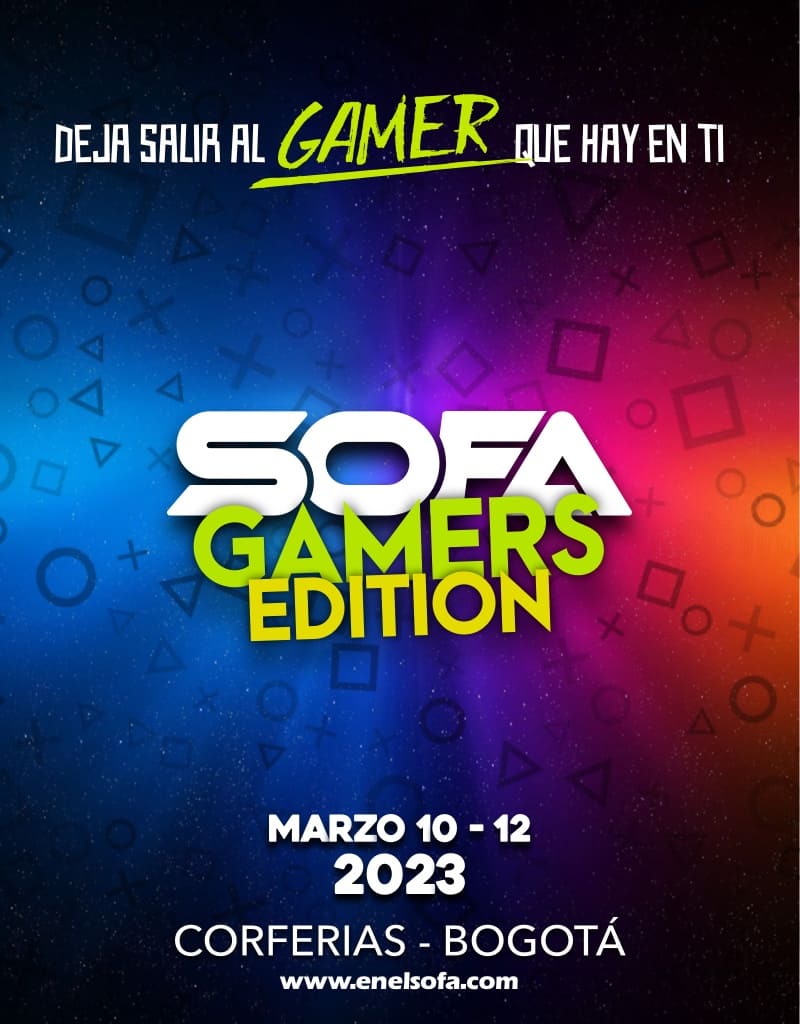 DEJA SALIR AL GAMER QUE HAY EN TI
SOFA
GAMERS
EDITION
MARZO 10 - 12
2023
CORFERIAS - BOGOTÁ
www.enelsofa.com